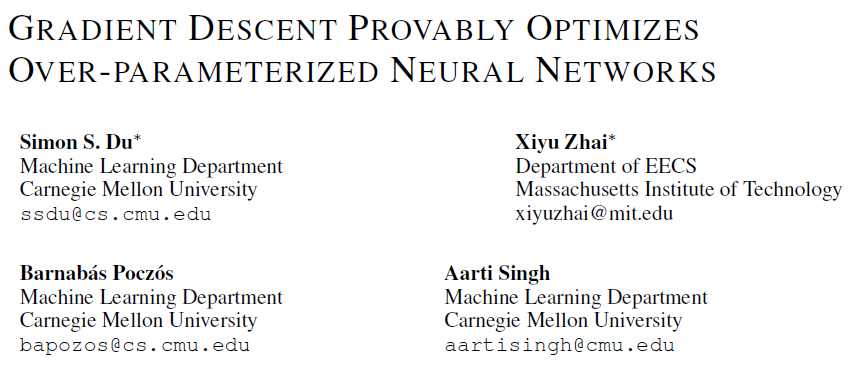 GRADIENT DESCENT PROVABLY OPTIMIZES
OVER-PARAMETERIZED NEURAL NETWORKS
Simon S. Du*
Machine Learning Department
Carnegie Mellon University
ssdu@cs.cmu.edu
Xiyu Zhai*
Department of EECS
Massachusetts Institute of Technology
xiyuzhai@mit.edu
Barnabás Poczós
Machine Learning Department
Carnegie Mellon University
bapozos@cs.cmu.edu
Aarti Singh
Machine Learning Department
Carnegie Mellon University
aartisingh@cmu.edu